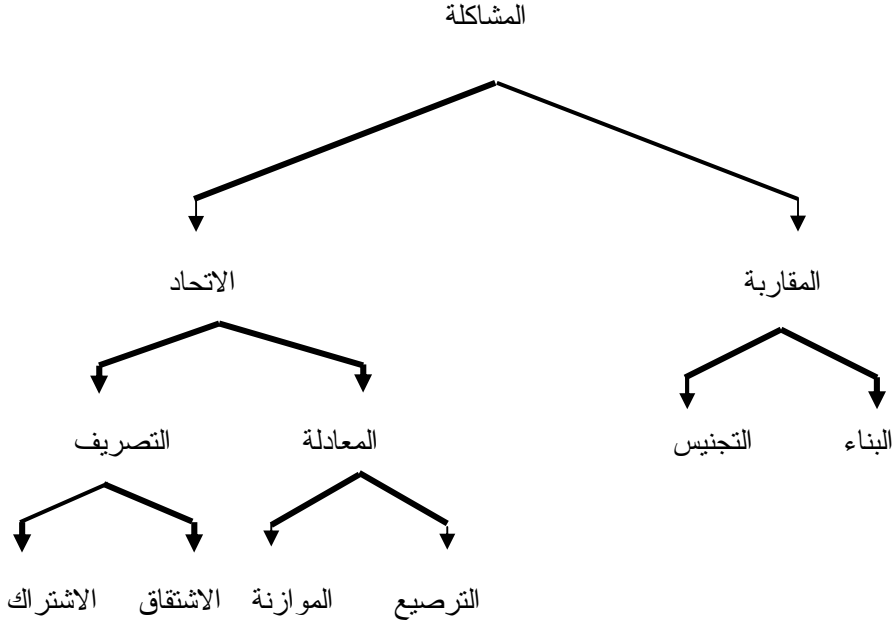 المشاكلة
المقاربة الاتحاد
البناء التجنيس المعادلة التصريف
الترصيع الموازنة الاشتقاق الاشتراك